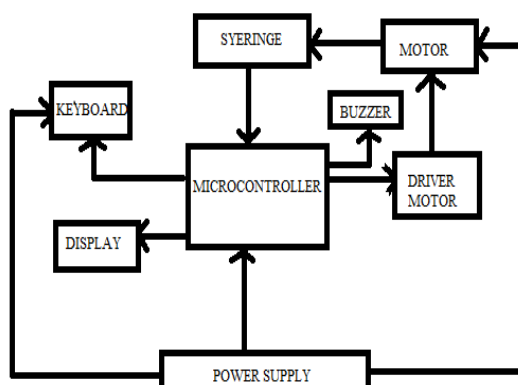 SYERINGE
MOTOR
KEYBOARD
BUZZER
MICROCONTROLLER
DRIVER
MOTOR
DISPLAY
POWER SUPPLY